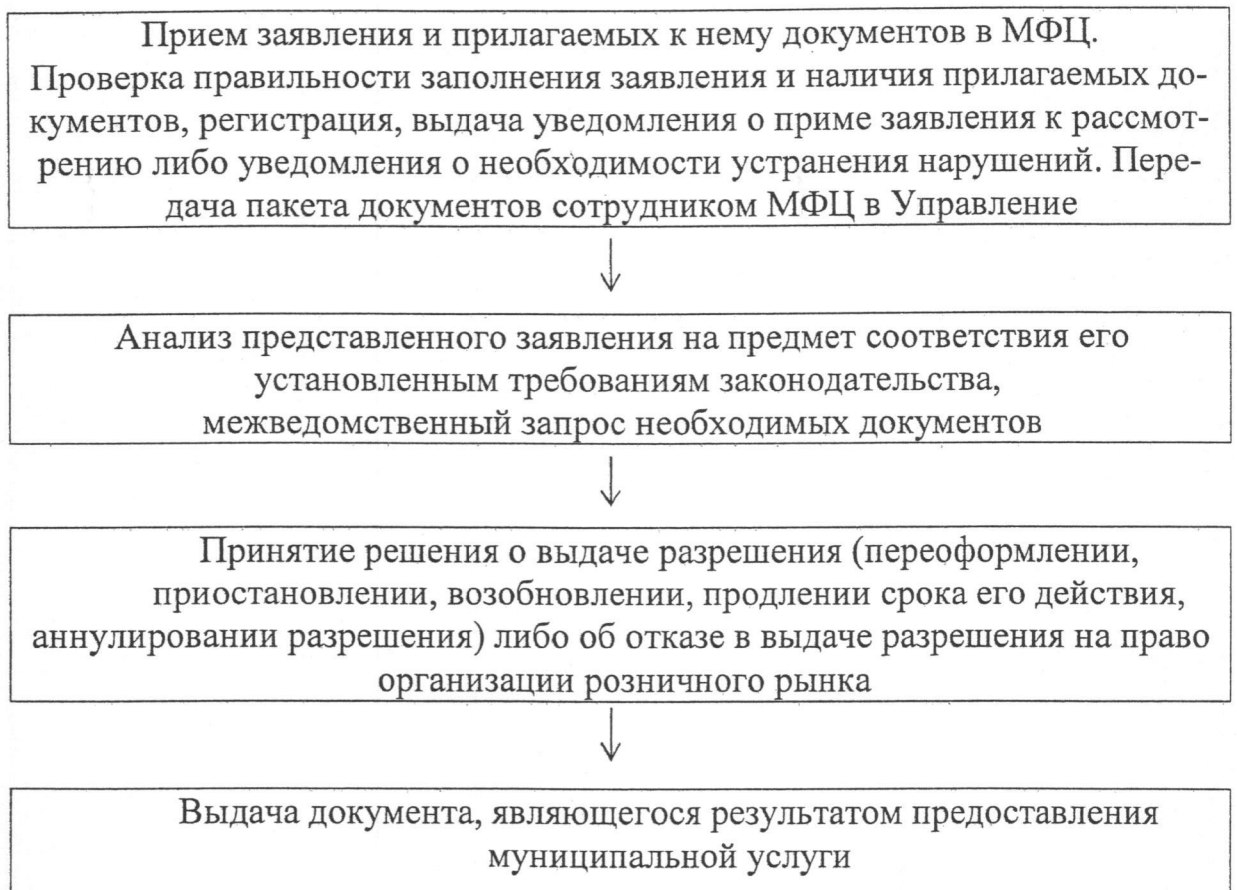 Прием заявления и прилагаемых к нему документов в МФЦ.
Проверка правильности заполнения заявления и наличия прилагаемых до-
кументов, регистрация, выдача уведомления о приме заявления к рассмот-
рению либо уведомления о необходимости устранения нарушений. Пере-
дача пакета документов сотрудником МФЦ в Управление
Анализ представленного заявления на предмет соответствия его
установленным требованиям законодательства,
межведомственный запрос необходимых документов
Принятие решения о выдаче разрешения (переоформлении,
приостановлении, возобновлении, продлении срока его действия,
аннулировании разрешения) либо об отказе в выдаче разрешения на право
организации розничного рынка
Выдача документа, являющегося результатом предоставления
муниципальной услуги